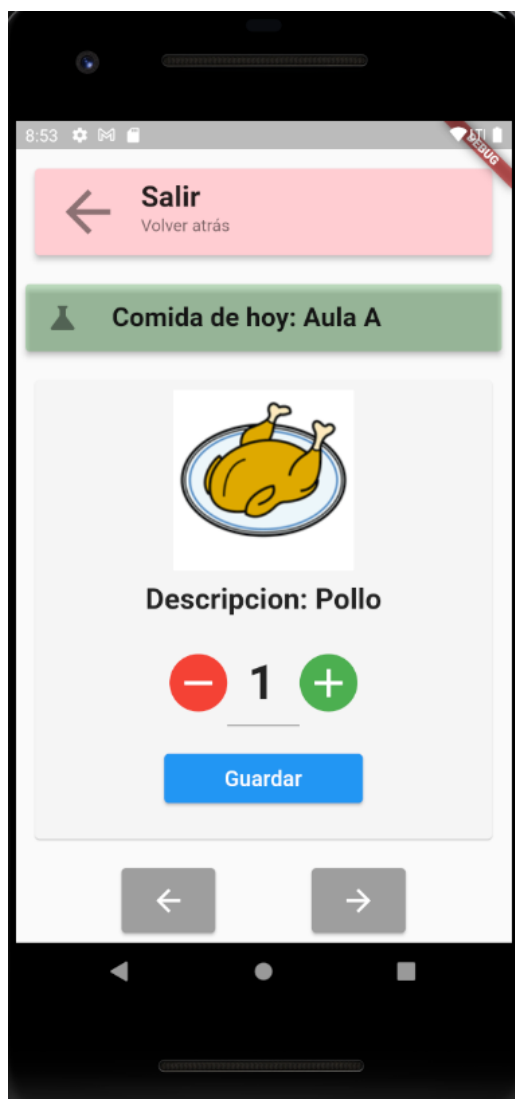 8:53
DEBUG
Salir
Volver atrás
Comida de hoy: Aula A
Descripcion: Pollo
1
Guardar